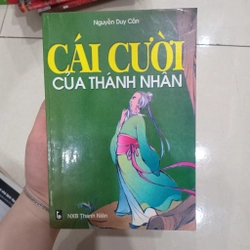 Nguyễn Duy Cần
CÁI CƯỜI
CỦA THÁNH NHÂN
NXB Thanh Niên